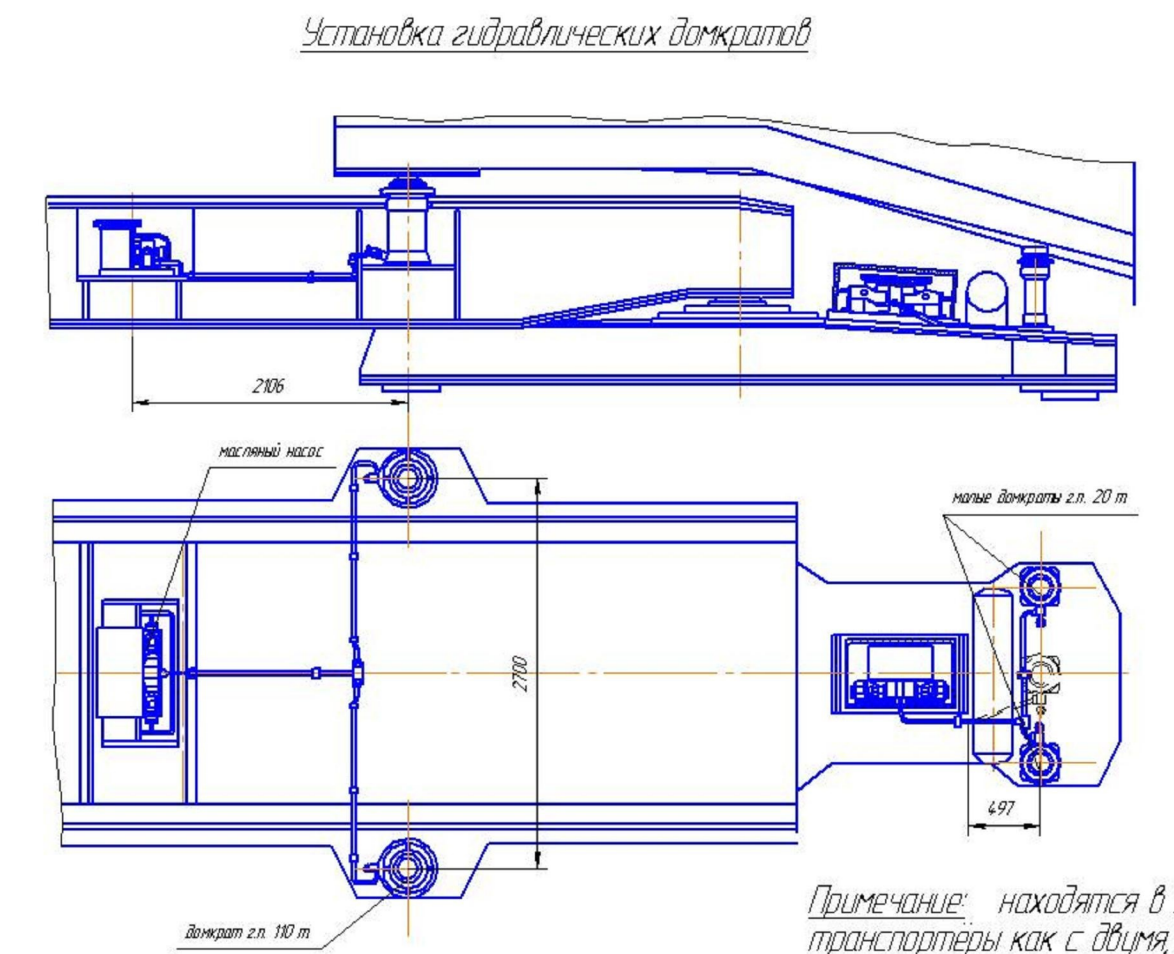 Установка гидравлических домкратов
2106
масляный насос
малые домкраты г.п. 20 т.
2700
497
домкрат г.п. 110 т.
Примечание: находятся в
транспортёры как с двумя,